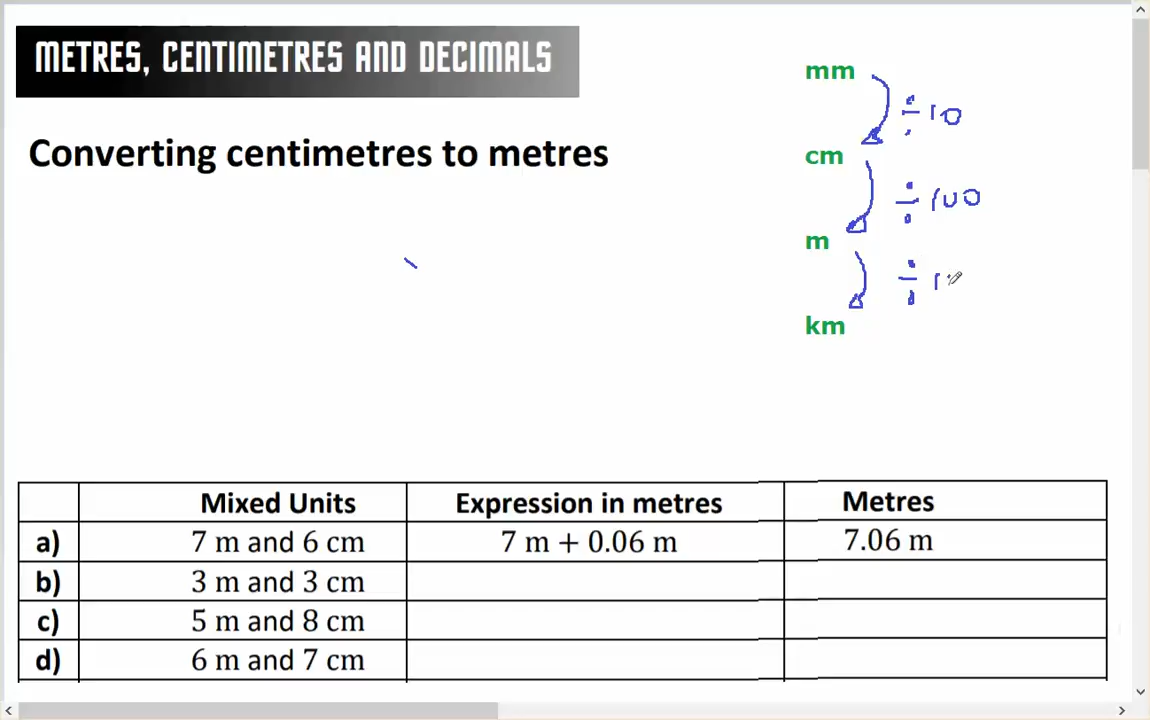 METRES, CENTIMETRES AND DECIMALS
Converting centimetres to metres
mm
÷ 10
cm
÷ 100
m
÷ 1
km
Mixed Units Expression in metres Metres
a) 7 m and 6 cm 7 m + 0.06 m 7.06 m
b) 3 m and 3 cm
c) 5 m and 8 cm
d) 6 m and 7 cm